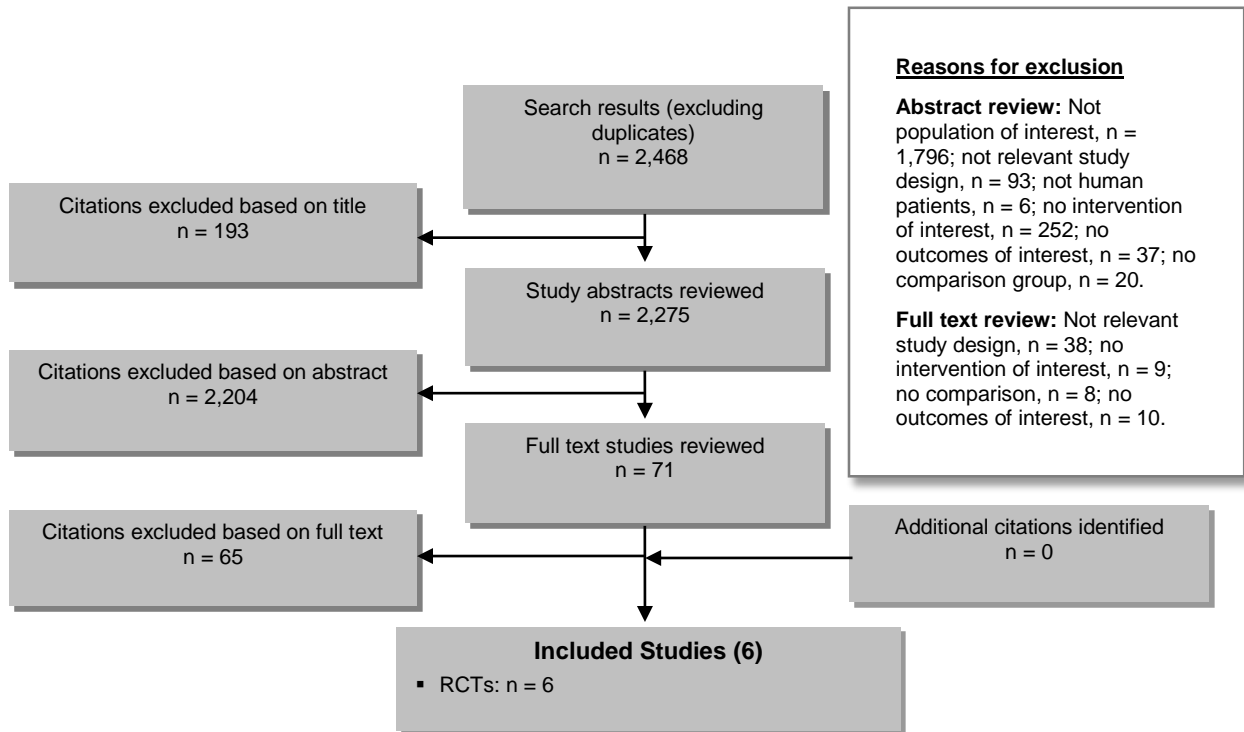 Search results (excluding
duplicates)
n = 2,468
Citations excluded based on title
n = 193
Study abstracts reviewed
n = 2,275
Citations excluded based on abstract
n = 2,204
Full text studies reviewed
n = 71
Citations excluded based on full text
n = 65
Additional citations identified
n = 0
Included Studies (6)
▪ RCTs: n = 6
Reasons for exclusion
Abstract review: Not
population of interest, n =
1,796; not relevant study
design, n = 93; not human
patients, n = 6; no intervention
of interest, n = 252; no
outcomes of interest, n = 37; no
comparison group, n = 20.
Full text review: Not relevant
study design, n = 38; no
intervention of interest, n = 9;
no comparison, n = 8; no
outcomes of interest, n = 10.